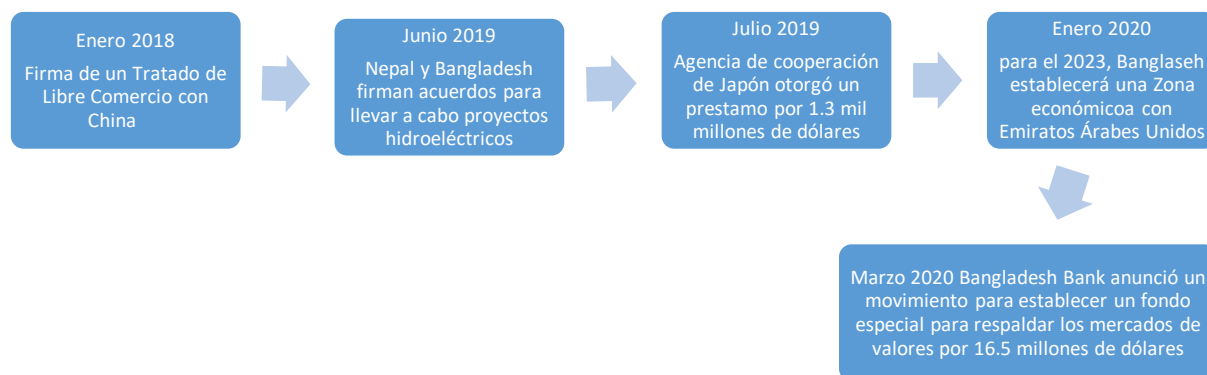 Enero 2018
Firma de un Tratado de
Libre Comercio con
China
Junio 2019
Nepal y Bangladesh
firman acuerdos para
llevar a cabo proyectos
hidroeléctricos
Julio 2019
Agencia de cooperación
de Japón otorgó un
prestamo por 1.3 mil
millones de dólares
Enero 2020
para el 2023, Banglaseh
establecerá una Zona
económicoa con
Emiratos Árabes Unidos
Marzo 2020 Bangladesh Bank anunció un
movimiento para establecer un fondo
especial para respaldar los mercados de
valores por 16.5 millones de dólares